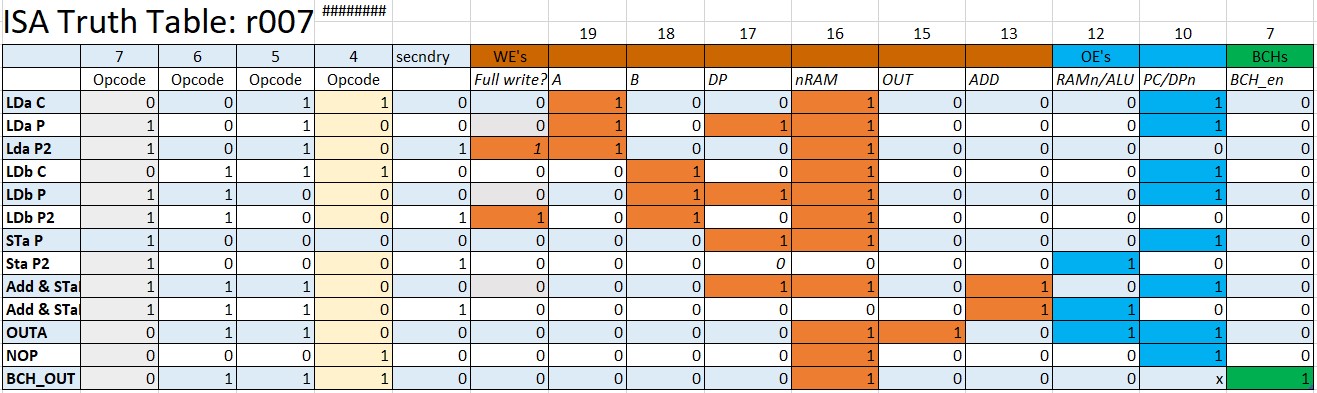 ISA Truth Table: r007 ########
19 18 17 16 15 13 12 10 7
7 6 5 4 secndry WE's OE's BCHs
Opcode Opcode Opcode Opcode Full write? A B DP nRAM OUT ADD RAMn/ALU PC/DPn BCH_en
LDa C 0 0 1 1 0 0 1 0 0 1 0 0 0 1 0
LDa P 1 0 1 0 0 0 1 0 1 1 0 0 0 1 0
Lda P2 1 0 1 0 1 1 1 0 0 1 0 0 0 0 0
LDb C 0 1 1 1 0 0 0 1 0 1 0 0 0 1 0
LDb P 1 1 0 0 0 0 0 1 1 1 0 0 0 1 0
LDb P2 1 1 0 0 1 1 0 1 0 1 0 0 0 0 0
STa P 1 0 0 0 0 0 0 0 1 1 0 0 0 1 0
Sta P2 1 0 0 0 1 0 0 0 0 0 0 0 1 0 0
Add & STa 1 1 1 0 0 0 0 0 1 1 0 1 0 1 0
Add & STa 1 1 1 0 1 0 0 0 0 0 0 1 1 0 0
OUTA 0 1 1 0 0 0 0 0 0 1 1 0 1 1 0
NOP 0 0 0 1 0 0 0 0 0 1 0 0 0 1 0
BCH_OUT 0 1 1 1 0 0 0 0 0 1 0 0 0 x 1